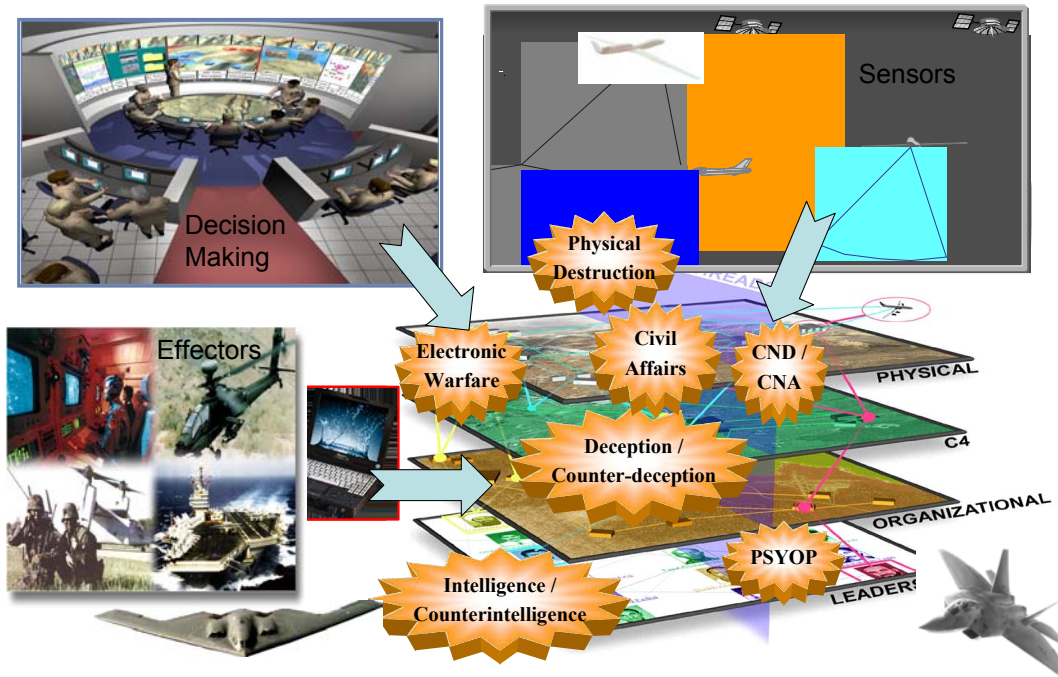 Decision
Making
Sensors
Effectors
Physical
Destruction
Electronic
Warfare
Civil
Affairs
CND /
CNA
PHYSICAL
Deception /
Counter-deception
C4
ORGANIZATIONAL
PSYOP
Intelligence /
Counterintelligence
LEADERS